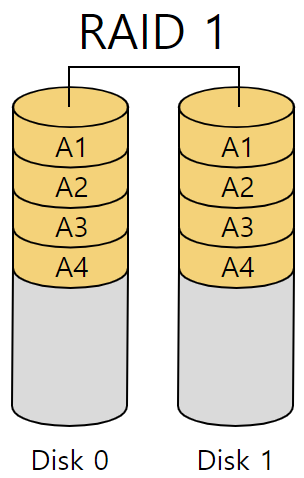 RAID 1
A1 A1
A2 A2
A3 A3
A4 A4
Disk 0 Disk 1